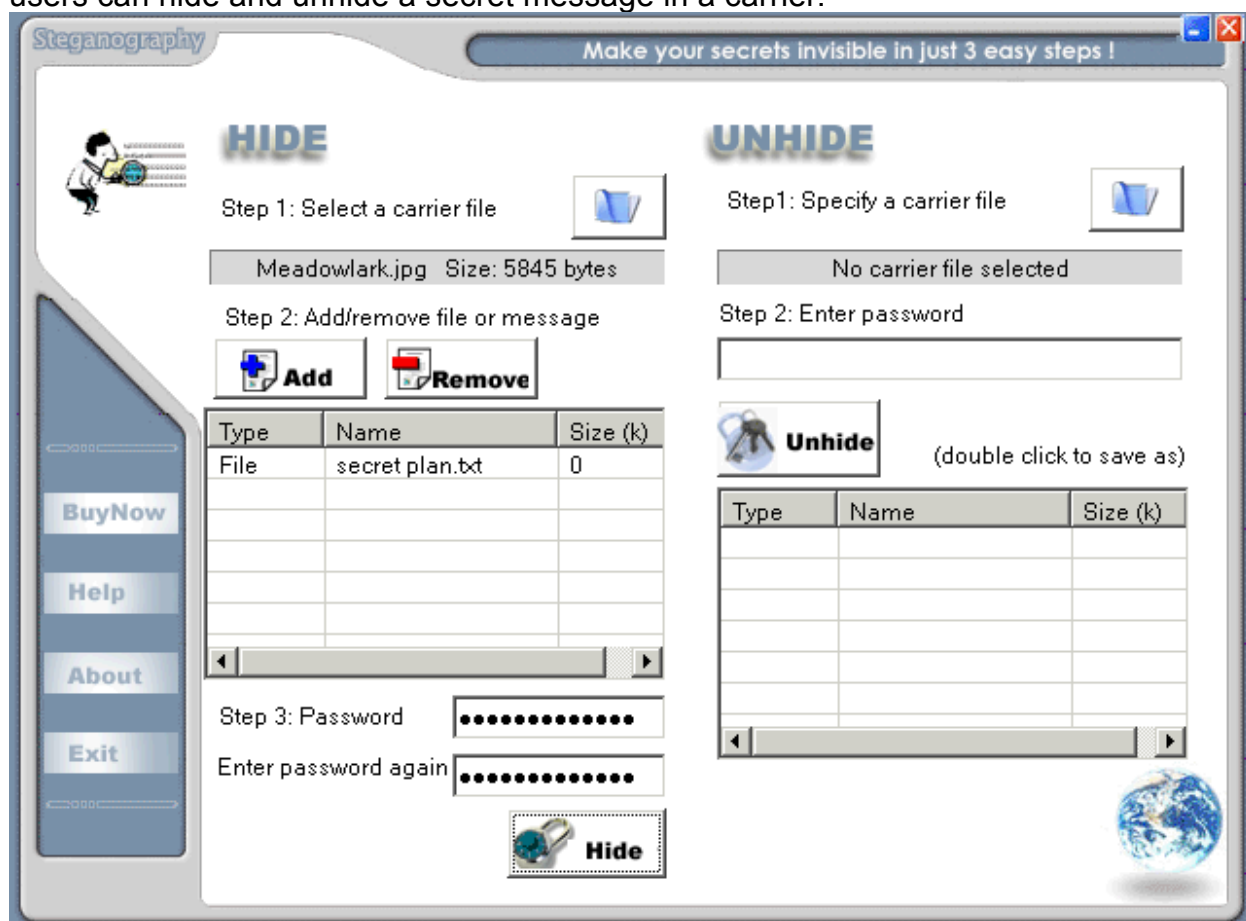 users can hide and unhide a secret message in a carrier.
Steganography
Make your secrets invisible in just 3 easy steps !
HIDE
Step 1: Select a carrier file
Meadowlark.jpg Size: 5845 bytes
Step 2: Add/remove file or message
Add Remove
Type Name Size (k)
File secret plan.txt 0
Step 3: Password •••••••••••••
Enter password again •••••••••••••
Hide
UNHIDE
Step1: Specify a carrier file
No carrier file selected
Step 2: Enter password
Unhide (double click to save as)
Type Name Size (k)
BuyNow
Help
About
Exit